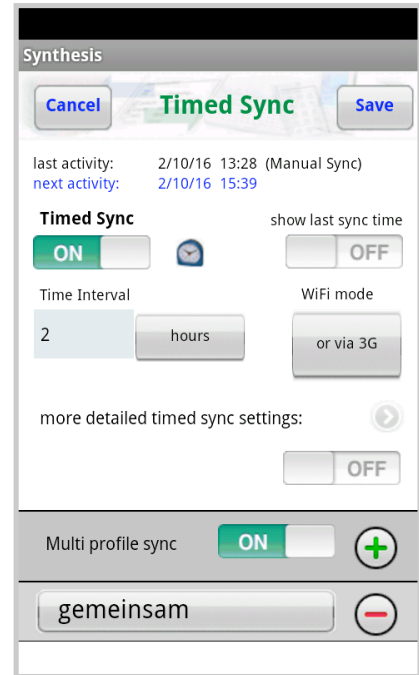 Synthesis
Cancel Timed Sync Save
last activity: 2/10/16 13:28 (Manual Sync)
next activity: 2/10/16 15:39
Timed Sync show last sync time
ON OFF
Time Interval WiFi mode
2 hours or via 3G
more detailed timed sync settings:
OFF
Multi profile sync ON
gemeinsam